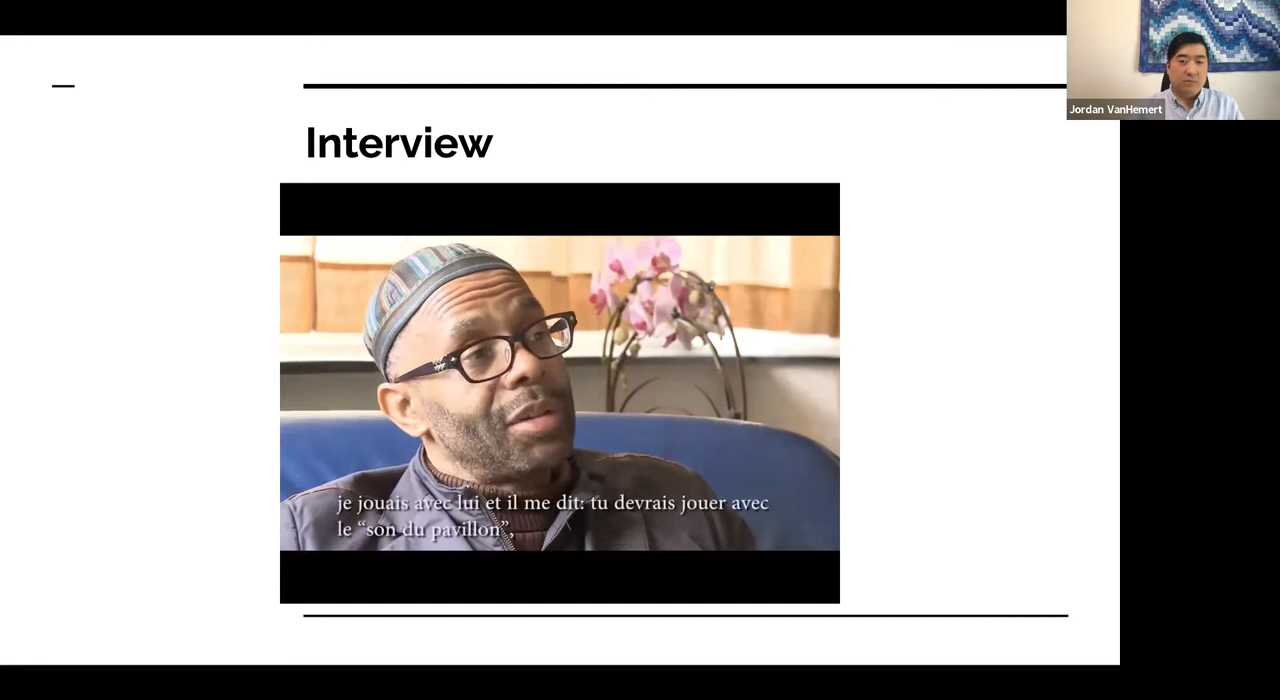 Jordan VanHemert
Interview
je jouais avec lui et il me dit: tu devrais jouer avec
le “son du pavillon”,